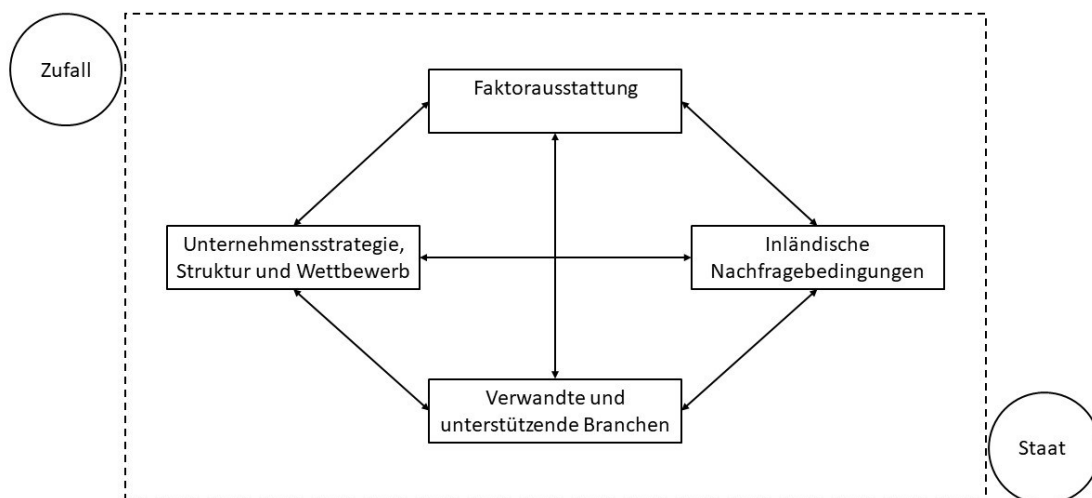 Zufall
Faktorausstattung
Unternehmensstrategie,
Struktur und Wettbewerb
Inländische
Nachfragebedingungen
Verwandte und
unterstützende Branchen
Staat